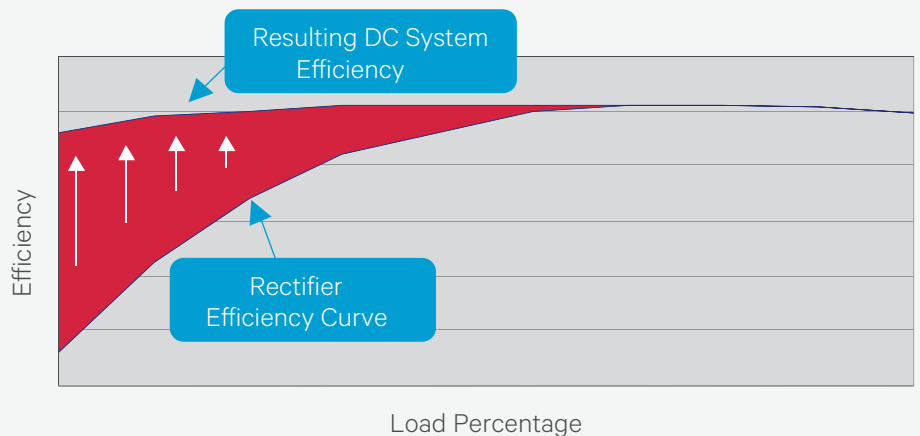 Resulting DC System
Efficiency
Efficiency
Rectifier
Efficiency Curve
Load Percentage